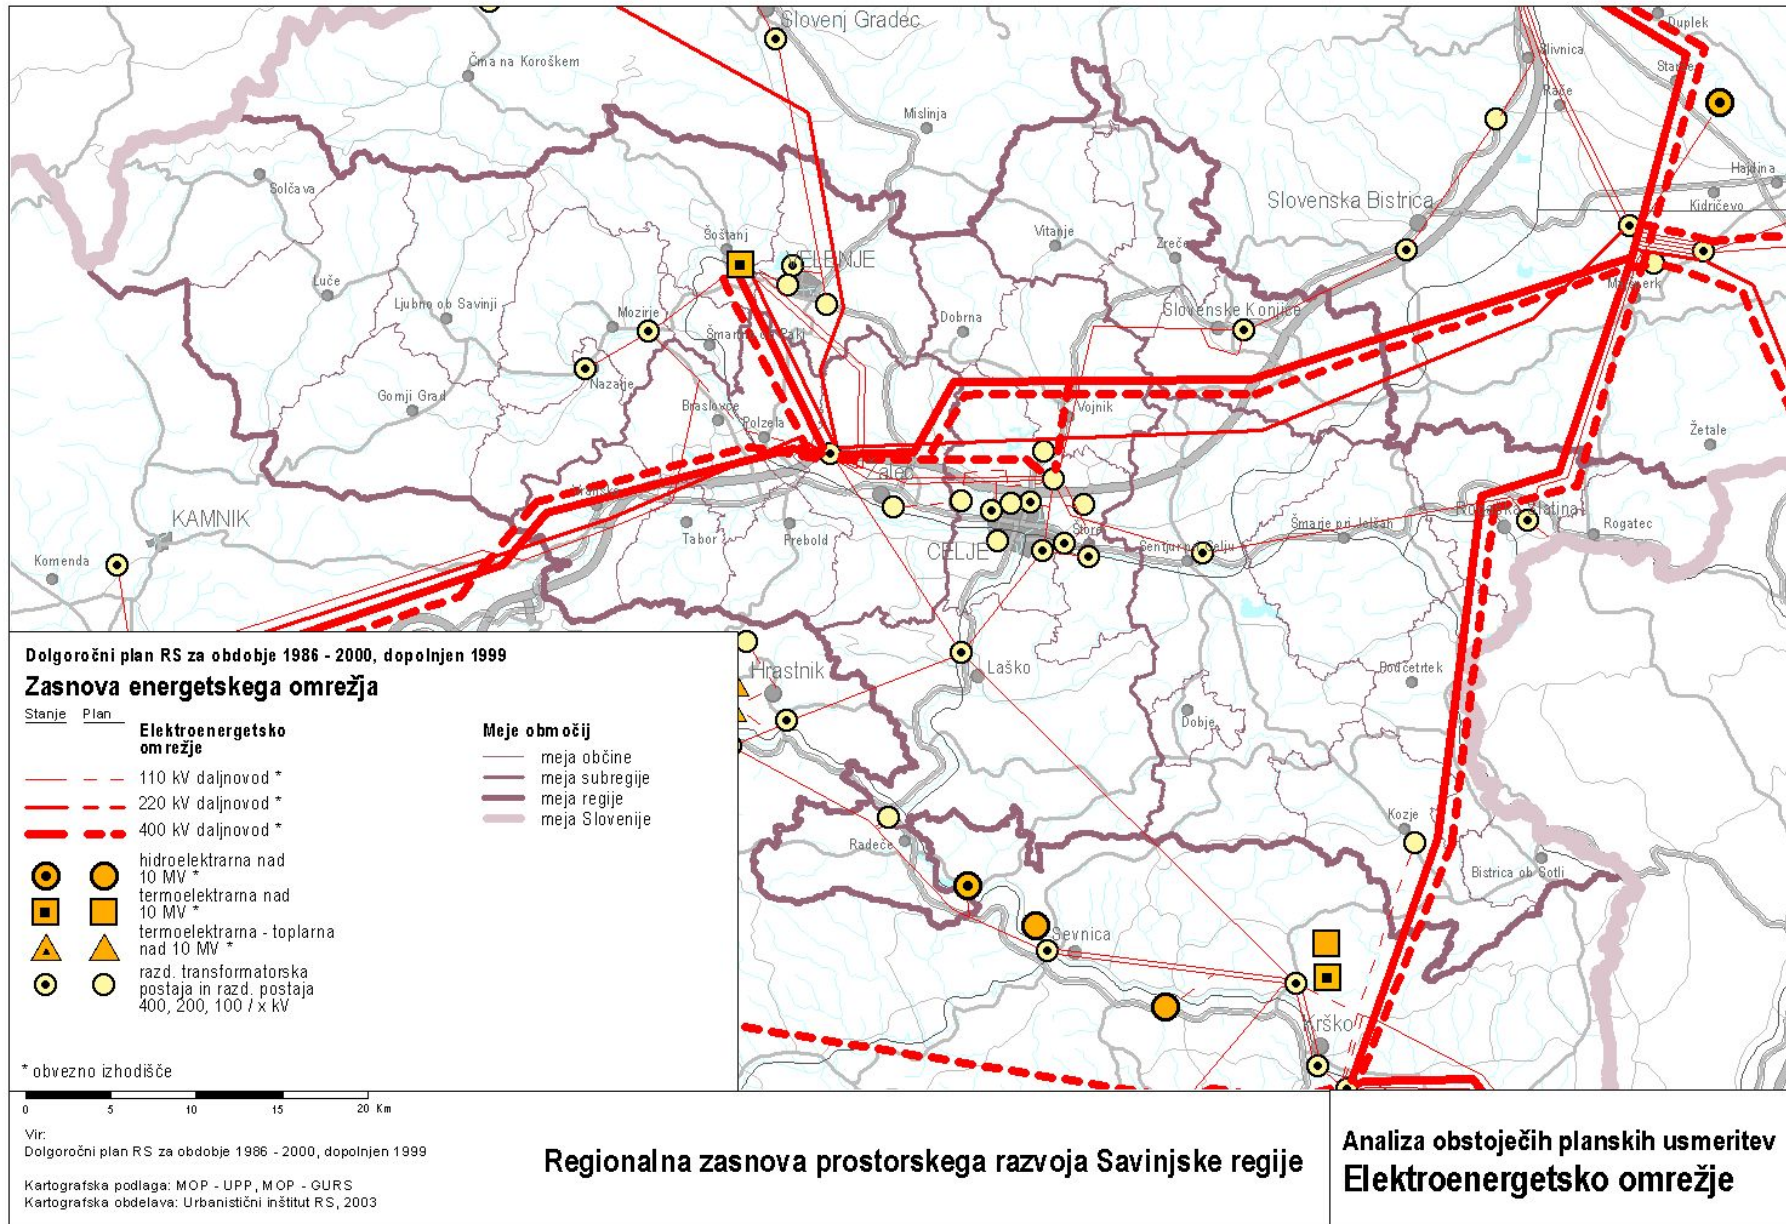 Slovenj Gradec
Duplek
Slivnica
Starše
Rače
Črna na Koroškem
Mislinja
Hajdina
Solčava
Kidričevo
Slovenska Bistrica
Šoštanj
VELENJE
Vitanje
Zreče
Luče
Ljubno ob Savinji
Mozirje
Dobrna
Slovenske Konjice
Nazarje
Gornji Grad
Braslovče
Polzela
Vojnik
Žetale
Vransko
KAMNIK
Komenda
Tabor
Prebold
CELJE
Štore
Šentjur pri Celju
Šmarje pri Jelšah
Rogaška Slatina
Rogatec
Hrastnik
Laško
Podčetrtek
Dobje
Radeče
Kozje
Bistrica ob Sotli
Sevnica
Krško
Dolgoročni plan RS za obdobje 1986 - 2000, dopolnjen 1999
Zasnova energetskega omrežja
Stanje Plan
Elektroenergetsko
omrežje
110 kV daljnovod *
220 kV daljnovod *
400 kV daljnovod *
hidroelektrarna nad
10 MV *
termoelektrarna nad
10 MV *
termoelektrarna - toplarna
nad 10 MV *
razd. transformatorska
postaja in razd. postaja
400, 200, 100 / x kV
Meje območij
meja občine
meja subregije
meja regije
meja Slovenije
* obvezno izhodišče
0 5 10 15 20 Km
Vir:
Dolgoročni plan RS za obdobje 1986 - 2000, dopolnjen 1999
Kartografska podlaga: MOP - UPP, MOP - GURS
Kartografska obdelava: Urbanistični inštitut RS, 2003
Regionalna zasnova prostorskega razvoja Savinjske regije
Analiza obstoječih planskih usmeritev
Elektroenergetsko omrežje